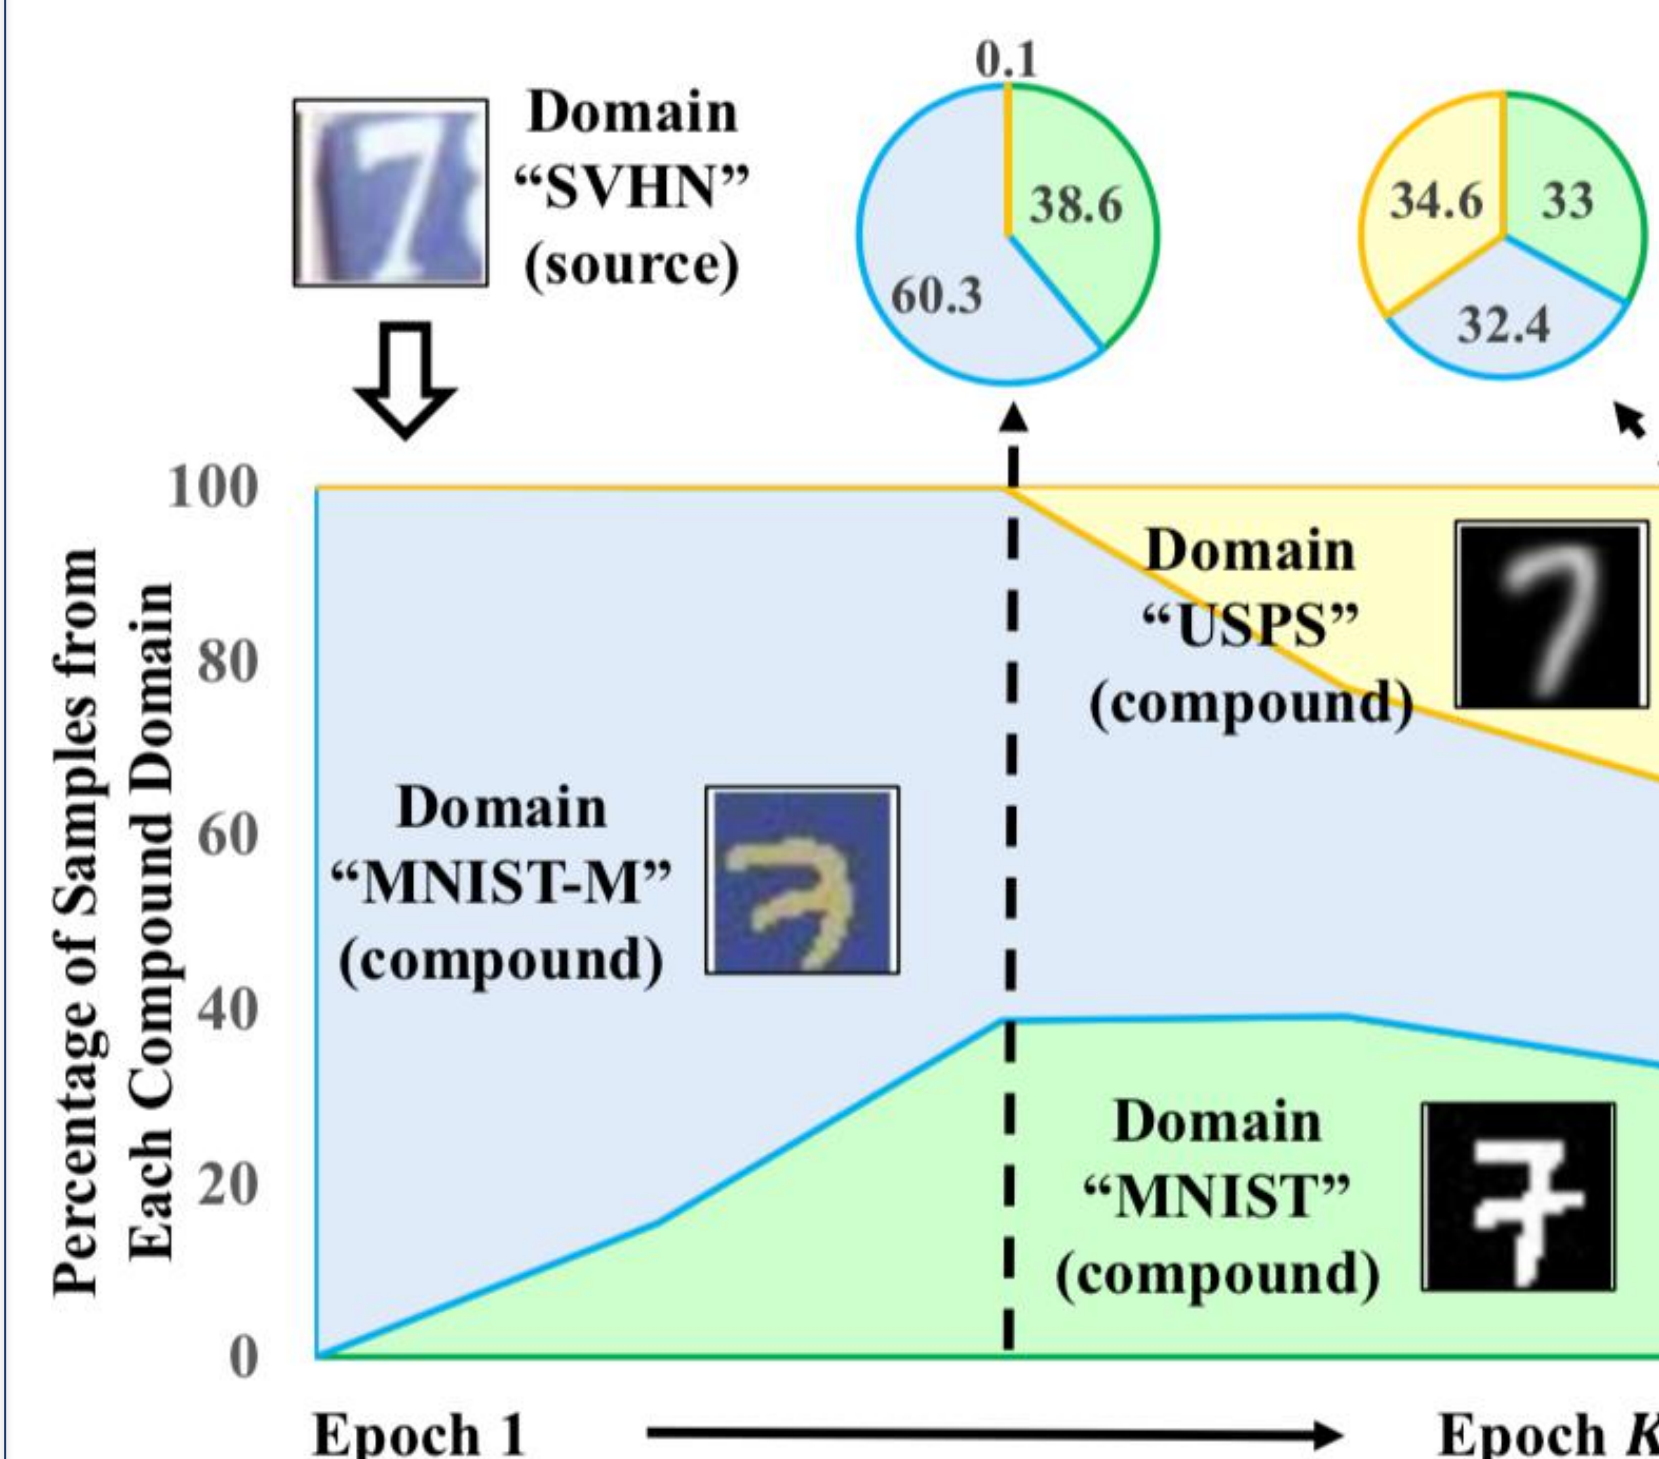 0.1
38.6
60.3
34.6
33
32.4
Domain
“SVHN”
(source)
100
80
60
40
20
0
Percentage of Samples from
Each Compound Domain
Domain
“USPS”
(compound)
Domain
“MNIST-M”
(compound)
Domain
“MNIST”
(compound)
Epoch 1
Epoch K